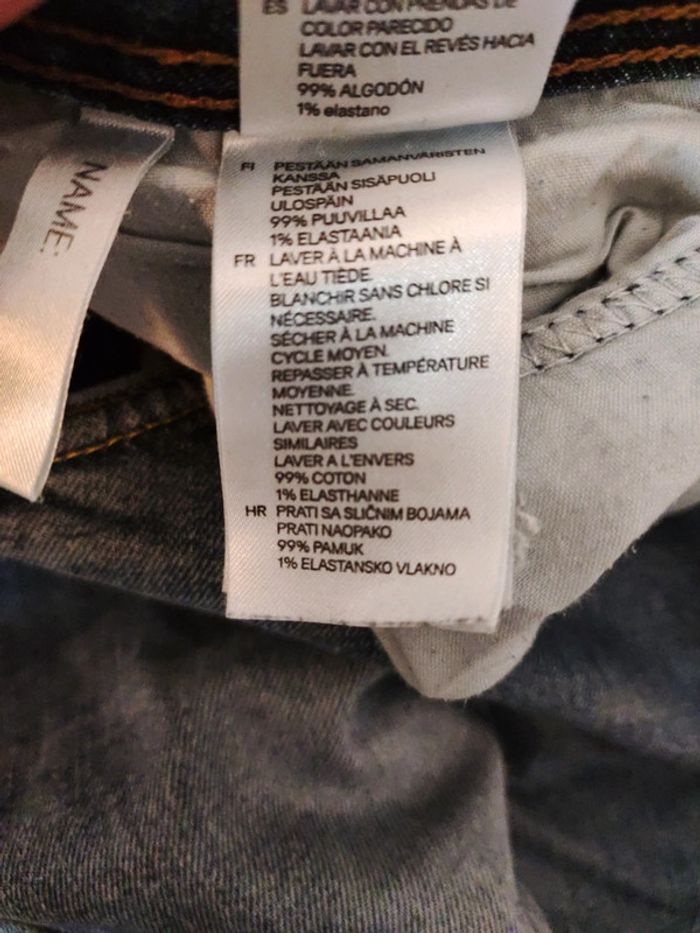 ES LAVAR CON PRENDAS DE
COLOR PARECIDO
LAVAR CON EL REVÉS HACIA
FUERA
99% ALGODÓN
1% elastano
NAME:
FI PESTÄÄN SAMANVÄRISTEN
KANSSA
PESTÄÄN SISÄPUOLI
ULOSPÄIN
99% PUUVILLAA
1% ELASTAANIA
FR LAVER À LA MACHINE À
L'EAU TIÈDE.
BLANCHIR SANS CHLORE SI
NÉCESSAIRE.
SÉCHER À LA MACHINE
CYCLE MOYEN.
REPASSER À TEMPÉRATURE
MOYENNE.
NETTOYAGE À SEC.
LAVER AVEC COULEURS
SIMILAIRES
LAVER A L'ENVERS
99% COTON
1% ELASTHANNE
HR PRATI SA SLIČNIM BOJAMA
PRATI NAOPAKO
99% PAMUK
1% ELASTANSKO VLAKNO